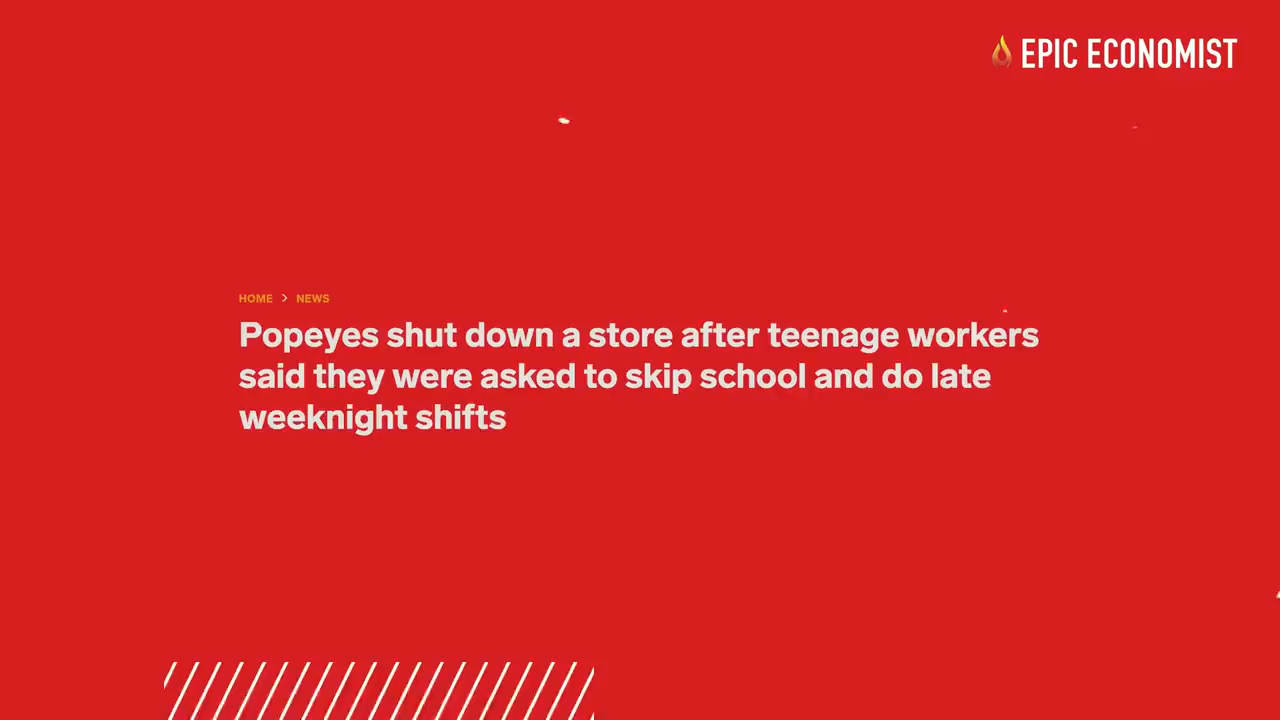 EPIC ECONOMIST
HOME > NEWS
Popeyes shut down a store after teenage workers
said they were asked to skip school and do late
weeknight shifts